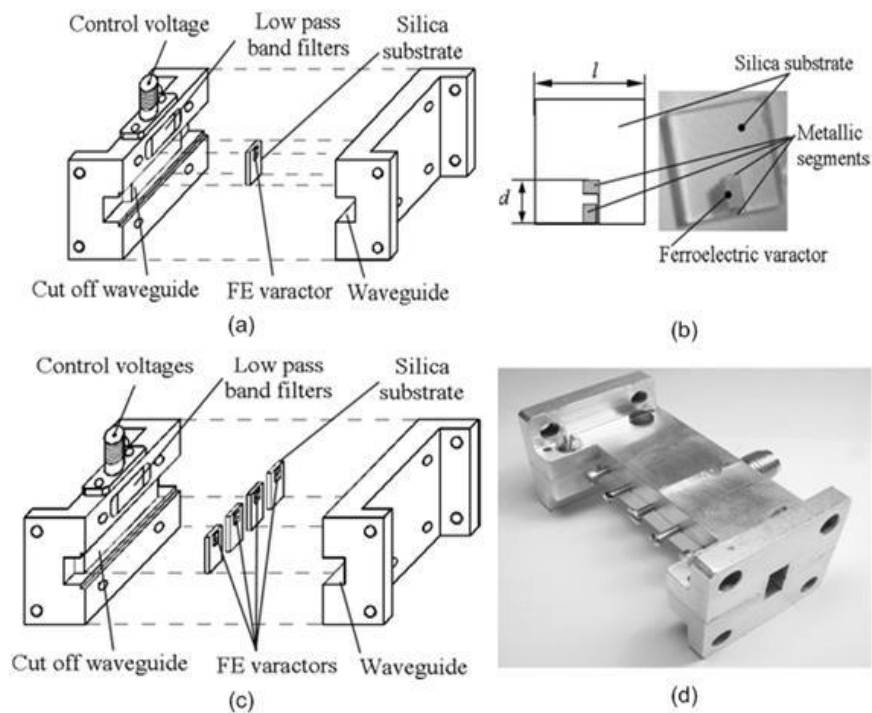 Control voltage
Low pass
band filters
Silica
substrate
Cut off waveguide
FE varactor
Waveguide
(a)
l
d
Silica substrate
Metallic
segments
Ferroelectric varactor
(b)
Control voltages
Low pass
band filters
Silica
substrate
Cut off waveguide
FE varactors
Waveguide
(c)
(d)